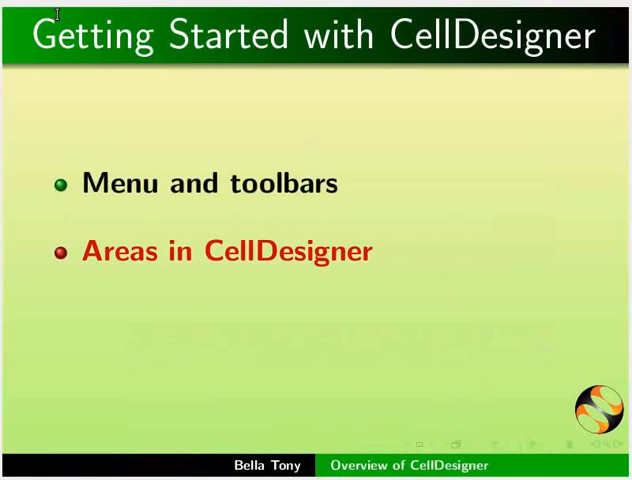 Getting Started with CellDesigner
Menu and toolbars
Areas in CellDesigner
Bella Tony
Overview of CellDesigner